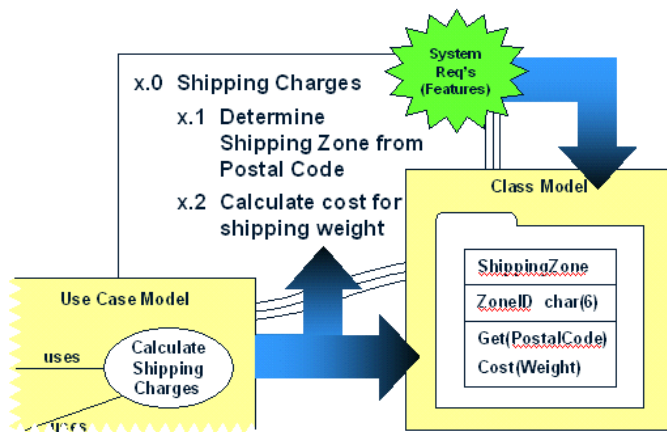 System
Req's
(Features)
x.0 Shipping Charges
x.1 Determine
Shipping Zone from
Postal Code
x.2 Calculate cost for
shipping weight
Class Model
ShippingZone
ZoneID char(6)
Get(PostalCode)
Cost(Weight)
Use Case Model
uses
Calculate
Shipping
Charges
uses